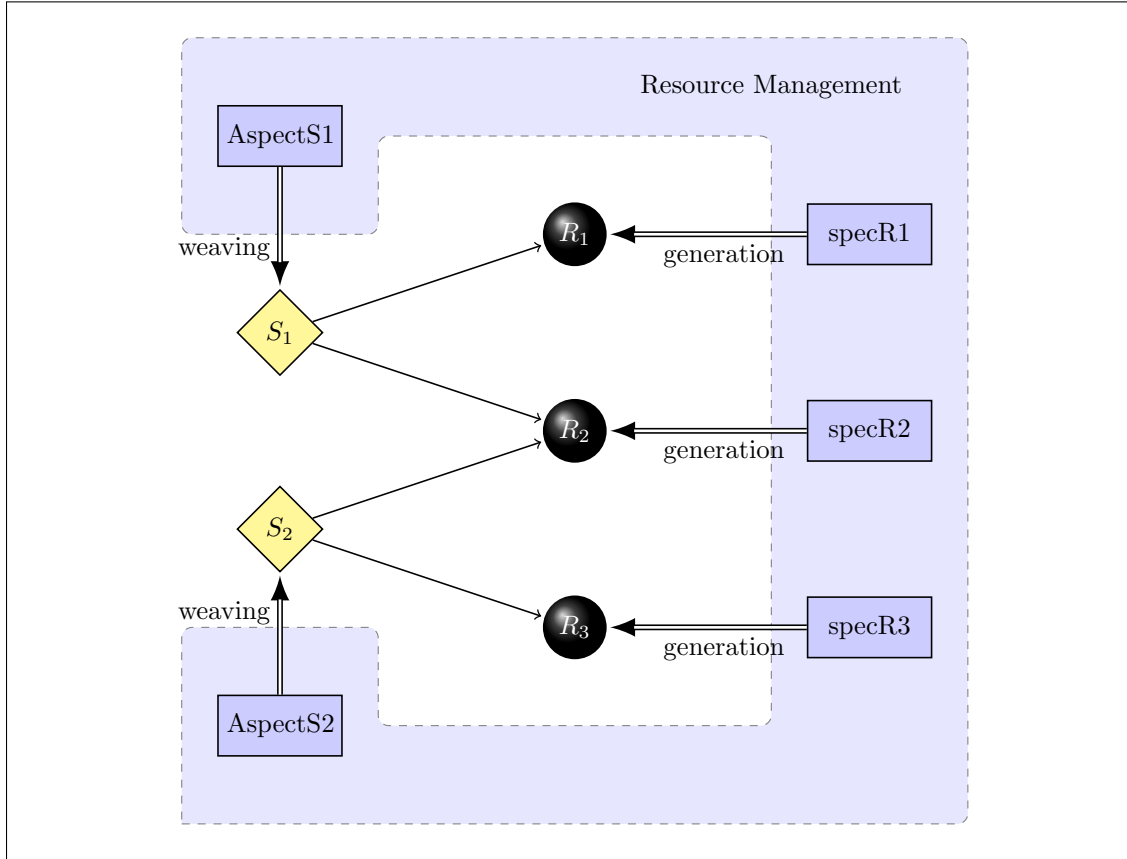 Resource Management
AspectS1
weaving
R₁
generation
specR1
S₁
R₂
generation
specR2
S₂
weaving
R₃
generation
specR3
AspectS2